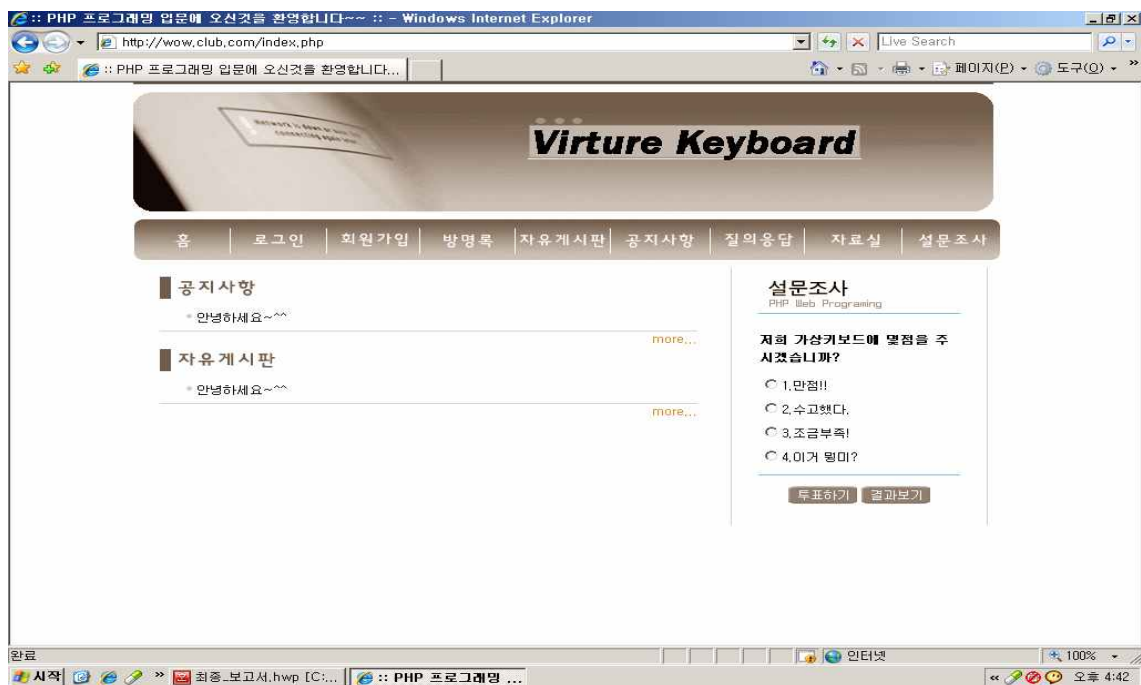 :: PHP 프로그래밍 입문에 오신것을 환영합니다~~ :: - Windows Internet Explorer
http://wow.club.com/index.php
Live Search
:: PHP 프로그래밍 입문에 오신것을 환영합니다...
페이지(P)
도구(O)
Network is down or
connecting again later
Virture Keyboard
홈 로그인 회원가입 방명록 자유게시판 공지사항 질의응답 자료실 설문조사
공지사항
안녕하세요~^^
more...
자유게시판
안녕하세요~^^
more...
설문조사
PHP Web Programing
저희 가상키보드에 몇점을 주
시겠습니까?
1.만점!!
2.수고했다.
3.조금부족!
4.이거 뭥미?
투표하기 결과보기
완료
인터넷
100%
시작
최종_보고서.hwp [C:...
:: PHP 프로그래밍 ...
오후 4:42